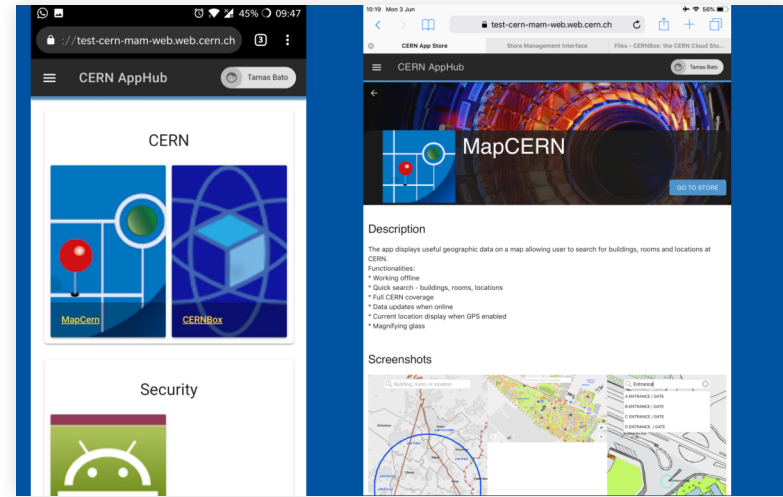 45% 09:47
://test-cern-mam-web.web.cern.ch 3
CERN AppHub Tamas Bato
CERN
MapCern CERNBox
Security
10:19 Mon 3 Jun 56%
test-cern-mam-web.web.cern.ch
CERN App Store Store Management Interface Files - CERNBox: the CERN Cloud Sto...
CERN AppHub Tamas Bato
MapCERN
GO TO STORE
Description
The app displays useful geographic data on a map allowing user to search for buildings, rooms and locations at
CERN.
Functionalities:
* Working offline
* Quick search - buildings, rooms, locations
* Full CERN coverage
* Data updates when online
* Current location display when GPS enabled
* Magnifying glass
Screenshots
Building, room, or location
Entrance
A ENTRANCE / GATE
B ENTRANCE / GATE
C ENTRANCE / GATE
D ENTRANCE / GATE